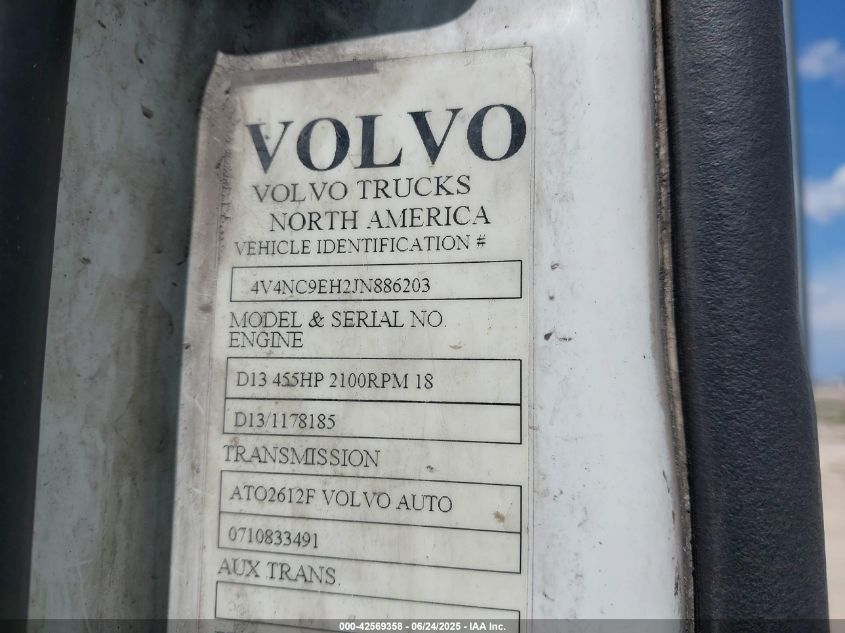 VOLVO
VOLVO TRUCKS
NORTH AMERICA
VEHICLE IDENTIFICATION #
4V4NC9EH2JN886203
MODEL & SERIAL NO.
ENGINE
D13 455HP 2100RPM 18
D13/1178185
TRANSMISSION
ATO2612F VOLVO AUTO
0710833491
AUX TRANS.
000-42569358 - 06/24/2025 - IAA Inc.